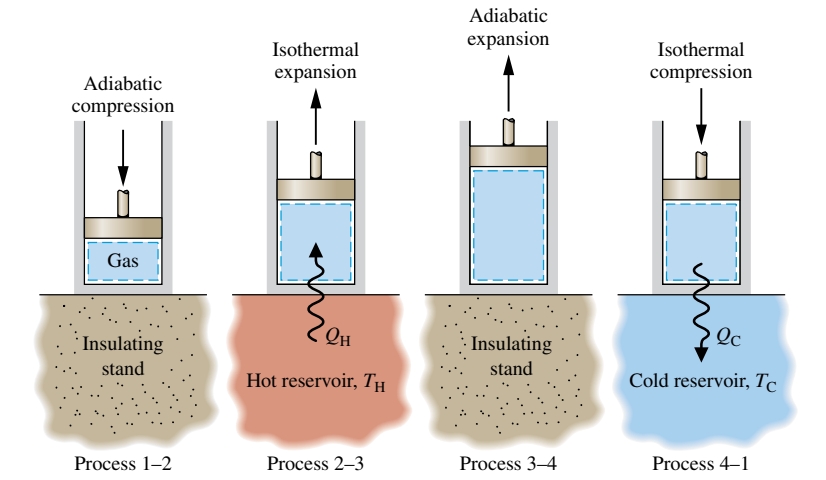 Adiabatic
compression
Gas
Insulating
stand
Process 1–2
Isothermal
expansion
Q_H
Hot reservoir, T_H
Process 2–3
Adiabatic
expansion
Insulating
stand
Process 3–4
Isothermal
compression
Q_C
Cold reservoir, T_C
Process 4–1